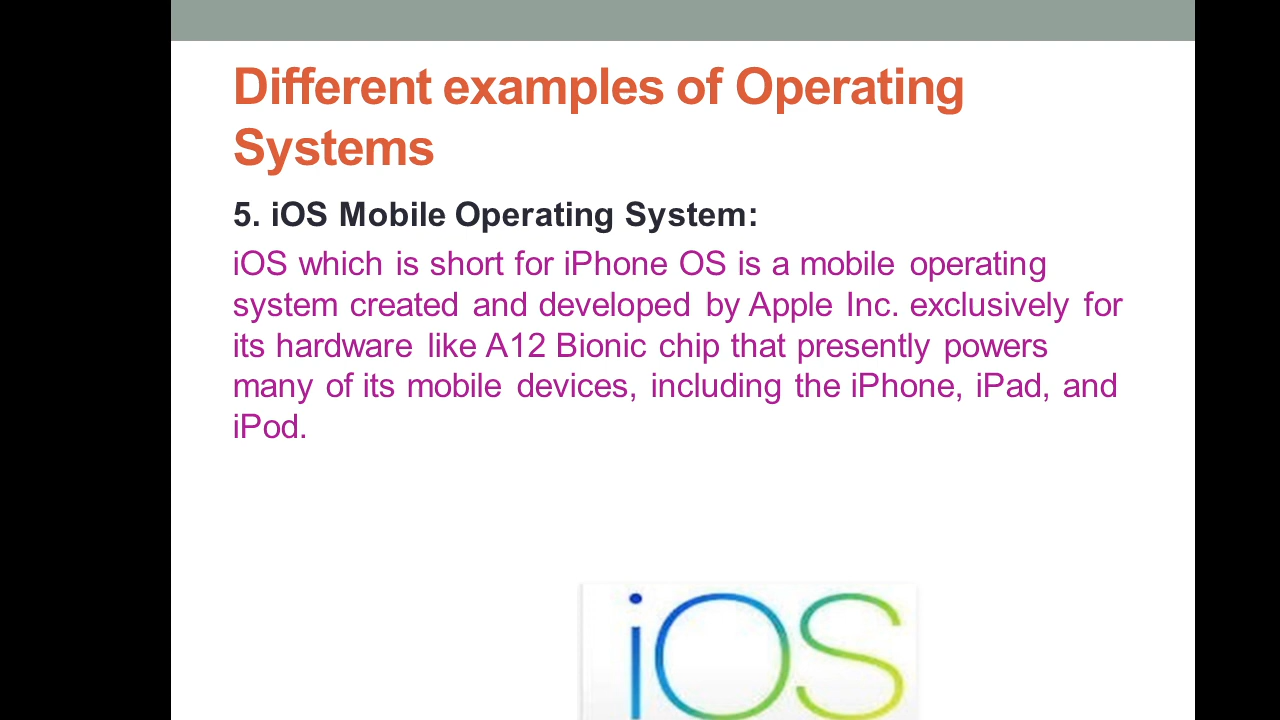 Different examples of Operating
Systems
5. iOS Mobile Operating System:
iOS which is short for iPhone OS is a mobile operating
system created and developed by Apple Inc. exclusively for
its hardware like A12 Bionic chip that presently powers
many of its mobile devices, including the iPhone, iPad, and
iPod.
iOS